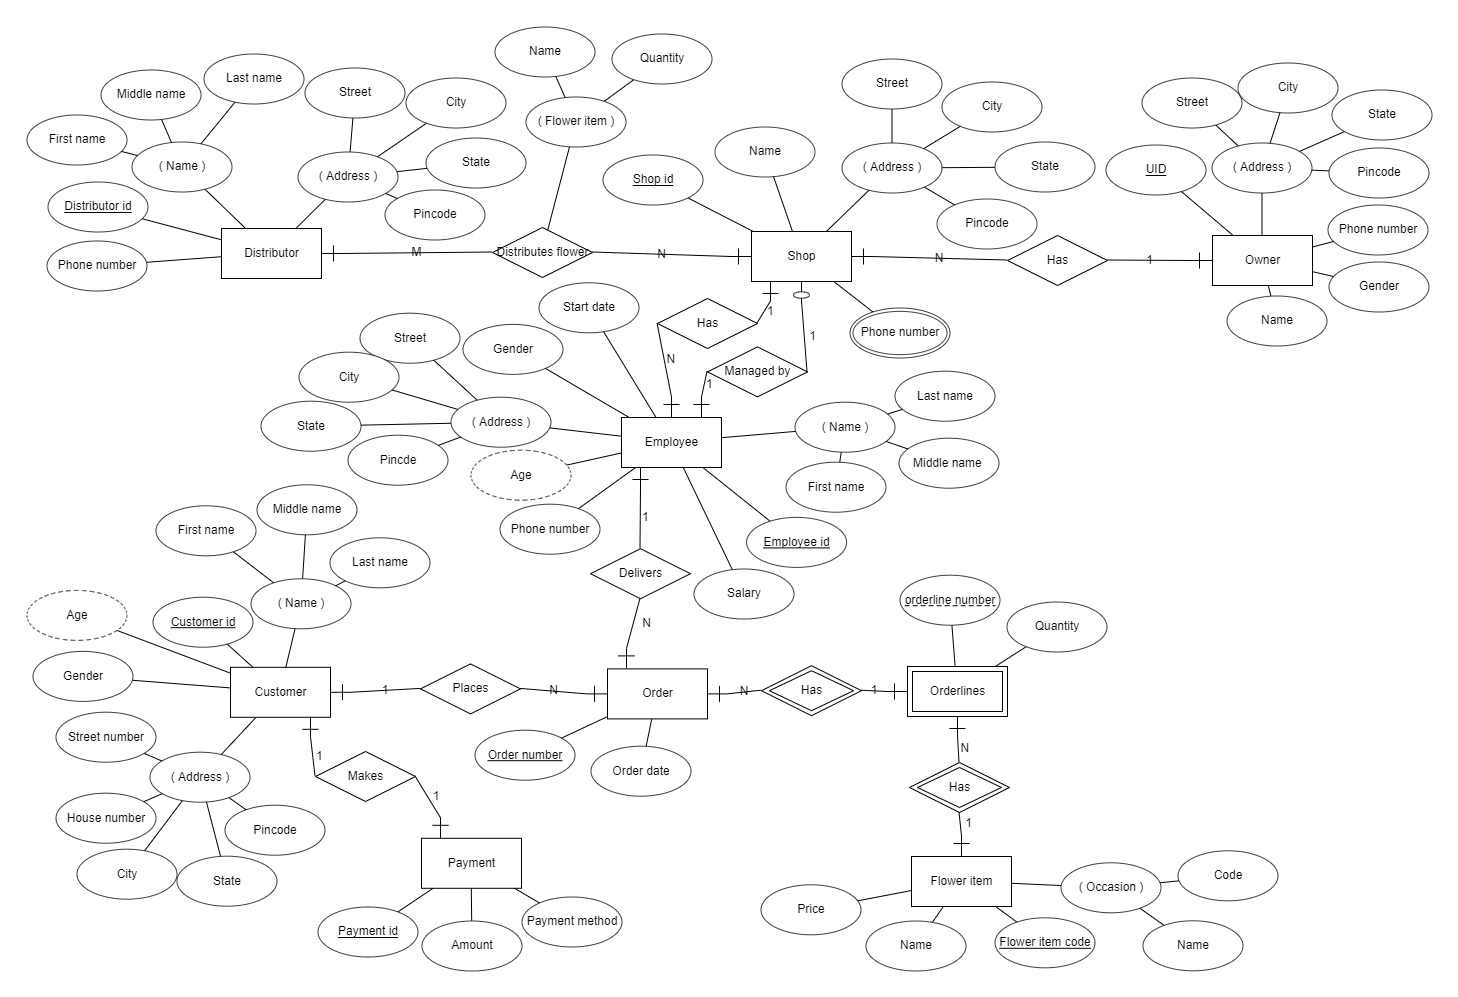 Name
Quantity
( Flower item )
Last name
Middle name
First name
( Name )
Distributor id
Phone number
Distributor
Street
City
State
( Address )
Pincode
M
Distributes flower
N
Shop id
Name
Shop
Street
City
( Address )
State
Pincode
Phone number
N
Has
1
Owner
UID
Street
City
State
( Address )
Pincode
Phone number
Gender
Name
Has
1
N
Managed by
1
1
Start date
Gender
Street
City
State
( Address )
Pincde
Age
Phone number
Employee
( Name )
Last name
Middle name
First name
Employee id
Salary
1
Delivers
N
First name
Middle name
Last name
( Name )
Age
Customer id
Gender
Customer
Street number
( Address )
House number
Pincode
City
State
1
Places
N
Order
Order number
Order date
N
Has
1
Orderlines
orderline number
Quantity
1
Makes
1
Payment
Payment id
Amount
Payment method
N
Has
1
Flower item
Price
Name
Flower item code
( Occasion )
Code
Name